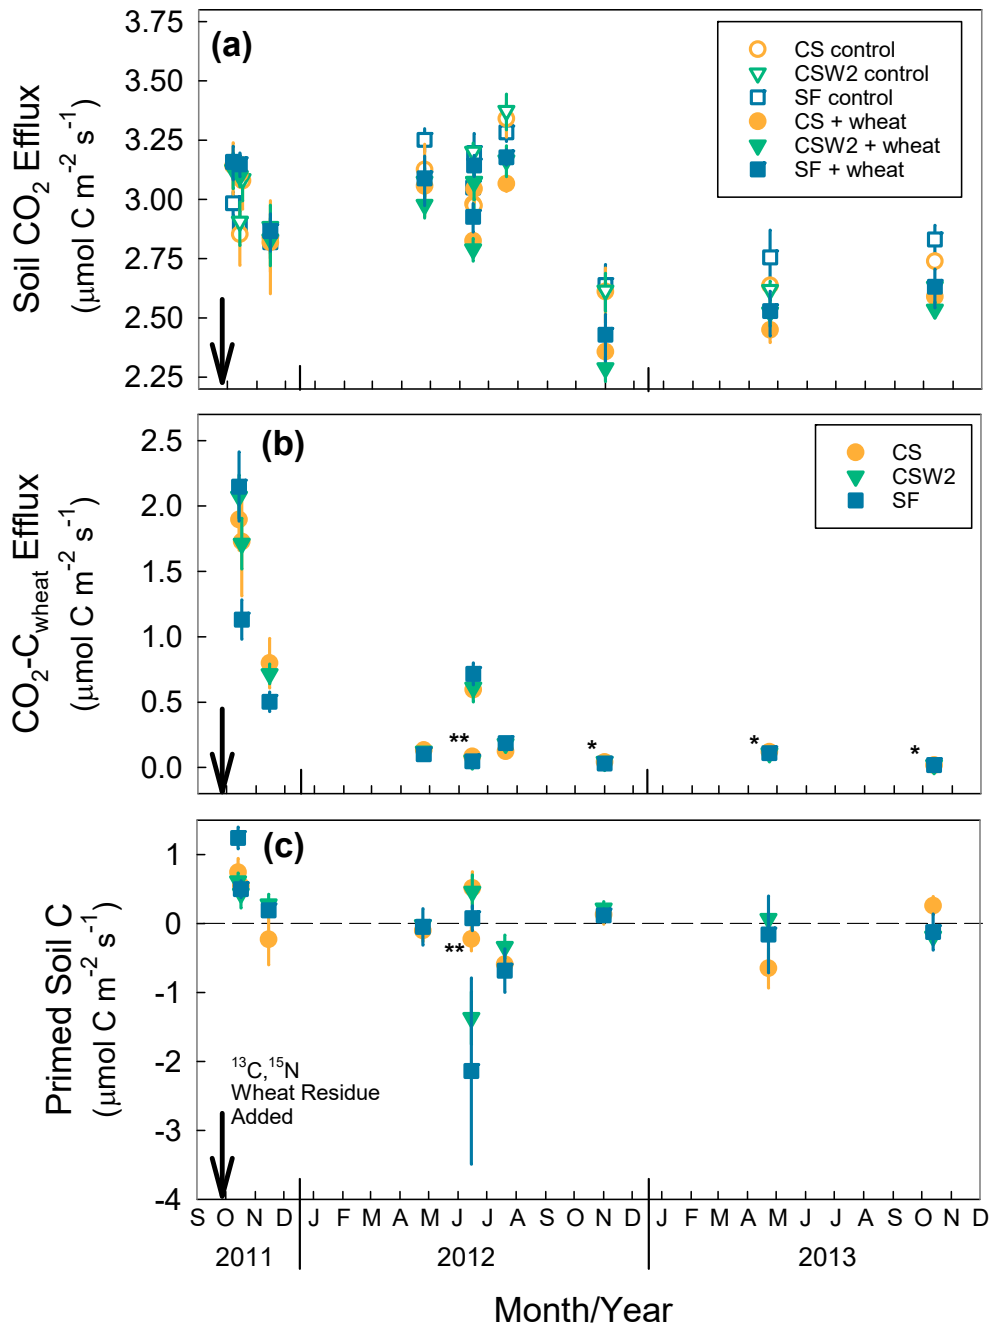 (a)
CS control
CSW2 control
SF control
CS + wheat
CSW2 + wheat
SF + wheat
Soil CO2 Efflux
(μmol C m-2 s-1)
3.75
3.50
3.25
3.00
2.75
2.50
2.25
(b)
CS
CSW2
SF
CO2-Cwheat Efflux
(μmol C m-2 s-1)
2.5
2.0
1.5
1.0
0.5
0.0
**
*
*
*
(c)
Primed Soil C
(μmol C m-2 s-1)
1
0
-1
-2
-3
-4
**
13C,15N
Wheat Residue
Added
S O N D J F M A M J J A S O N D J F M A M J J A S O N D
2011 2012 2013
Month/Year